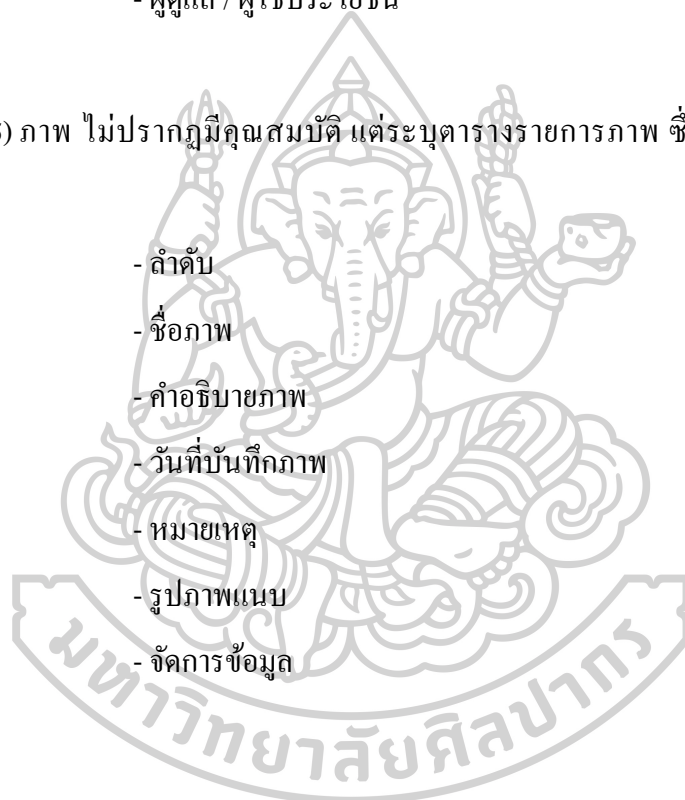 - ผู้ดูแล / ผู้ใช้ประโยชน์
) ภาพ ไม่ปรากฏมีคุณสมบัติ แต่ระบุตารางรายการภาพ ซึ่
- ลำดับ
- ชื่อภาพ
- คำอธิบายภาพ
- วันที่บันทึกภาพ
- หมายเหตุ
- รูปภาพแนบ
- จัดการข้อมูล
มหาวิทยาลัยศิลปากร